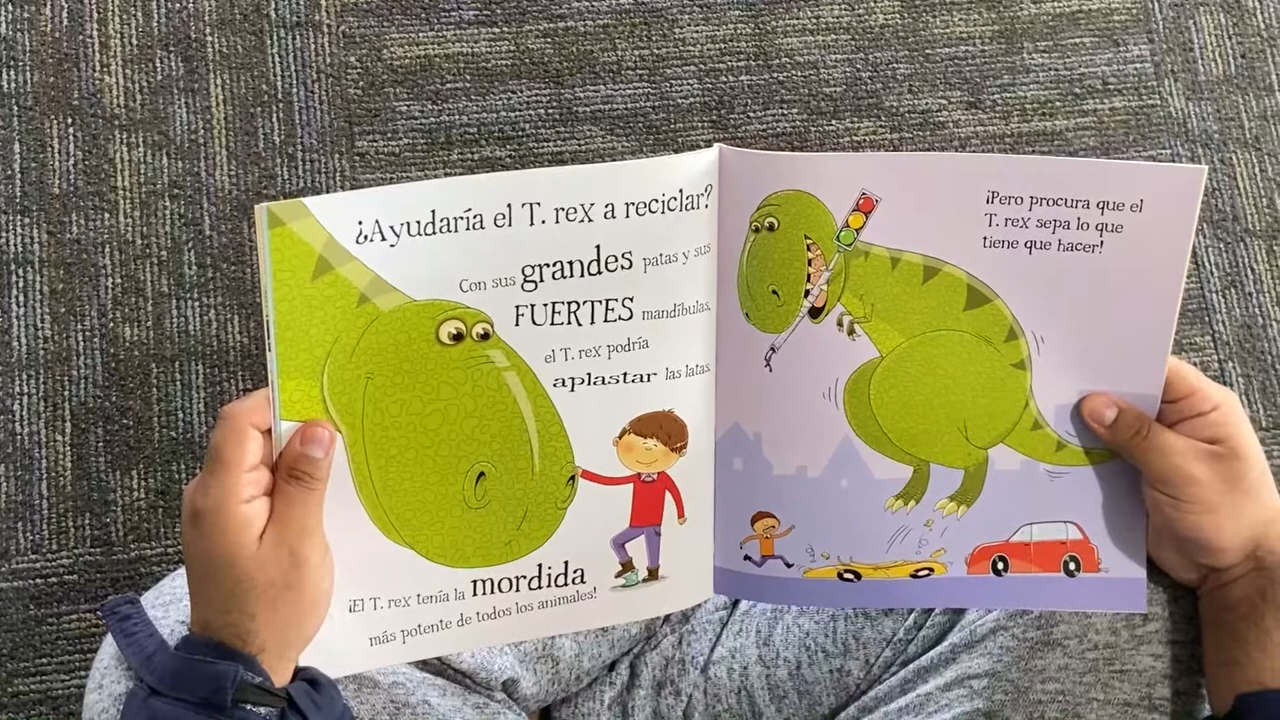 ¿Ayudaría el T. rex a reciclar?
Con sus grandes patas y sus
FUERTES mandíbulas,
el T. rex podría
aplastar las latas.
¡El T. rex tenía la mordida
más potente de todos los animales!
¡Pero procura que el
T. rex sepa lo que
tiene que hacer!